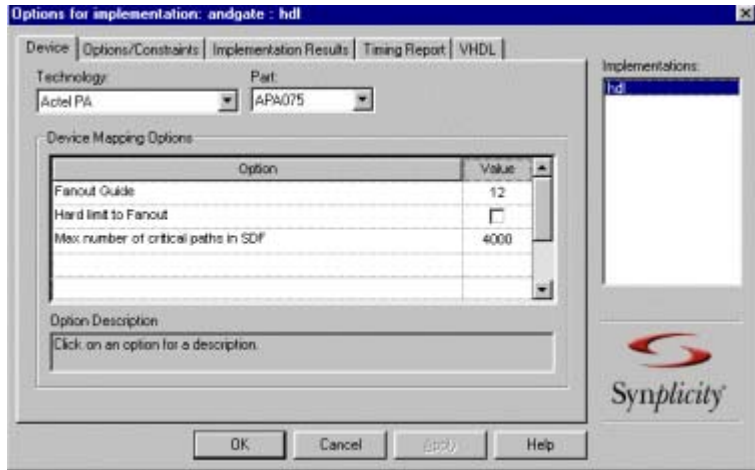 Options for implementation: andgate : hdl
Device Options/Constraints Implementation Results Timing Report VHDL
Technology: Part:
Actel PA APA075
Implementations:
hdl
Device Mapping Options
Option Value
Fanout Guide 12
Hard limit to Fanout
Max number of critical paths in SDF 4000
Option Description
Click on an option for a description.
Synplicity
OK Cancel Apply Help